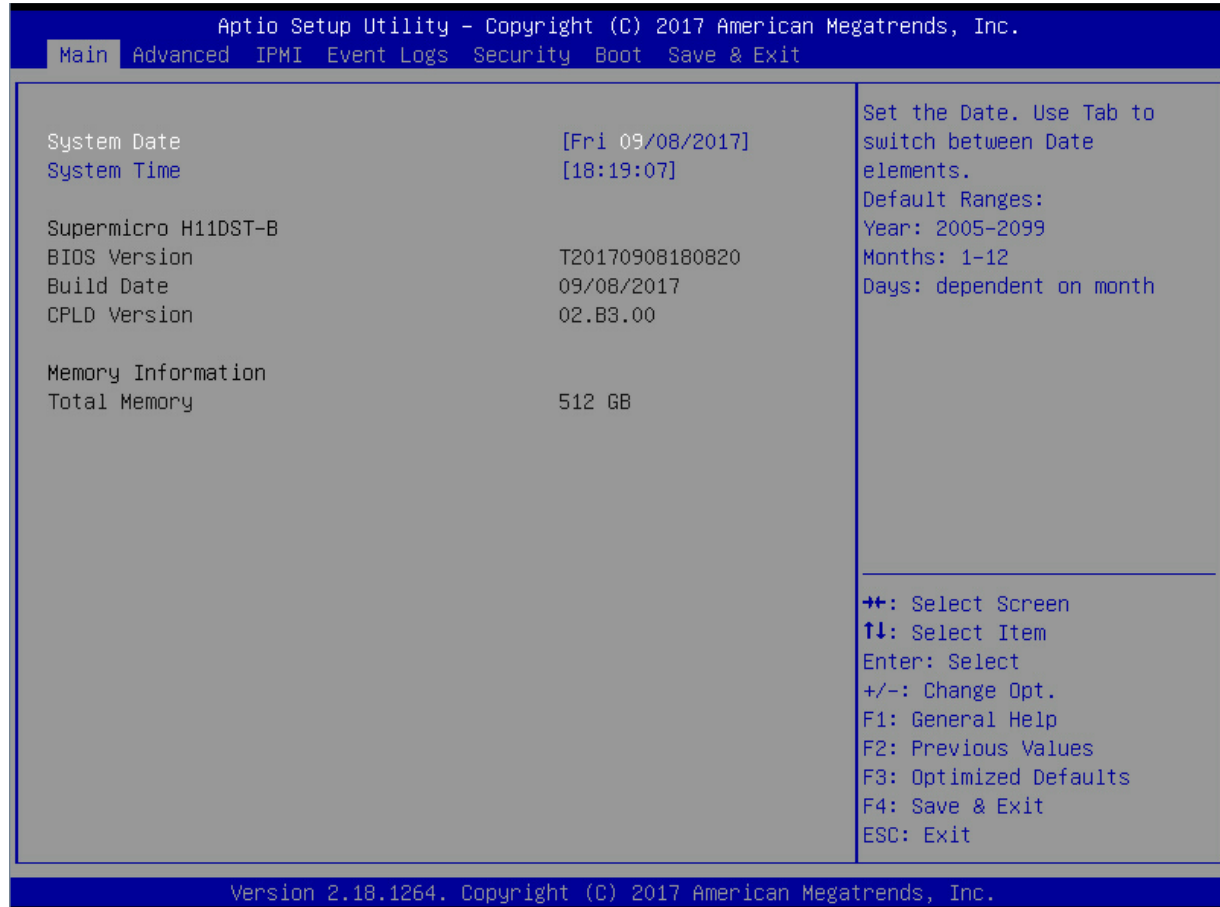 Aptio Setup Utility – Copyright (C) 2017 American Megatrends, Inc.
Main Advanced IPMI Event Logs Security Boot Save & Exit
System Date [Fri 09/08/2017]
System Time [18:19:07]
Supermicro H11DST-B
BIOS Version T20170908180820
Build Date 09/08/2017
CPLD Version 02.B3.00
Memory Information
Total Memory 512 GB
Set the Date. Use Tab to
switch between Date
elements.
Default Ranges:
Year: 2005-2099
Months: 1-12
Days: dependent on month
→←: Select Screen
↑↓: Select Item
Enter: Select
+/-: Change Opt.
F1: General Help
F2: Previous Values
F3: Optimized Defaults
F4: Save & Exit
ESC: Exit
Version 2.18.1264. Copyright (C) 2017 American Megatrends, Inc.